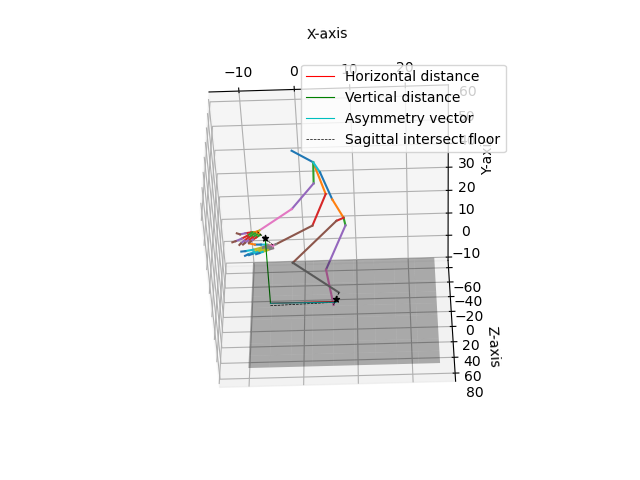 X-axis
−10 0 10 20
Horizontal distance
Vertical distance
Asymmetry vector
Sagittal intersect floor
60
30
20
10
0
−10
Y-axis
−60
−40
−20
0
20
40
60
80
Z-axis